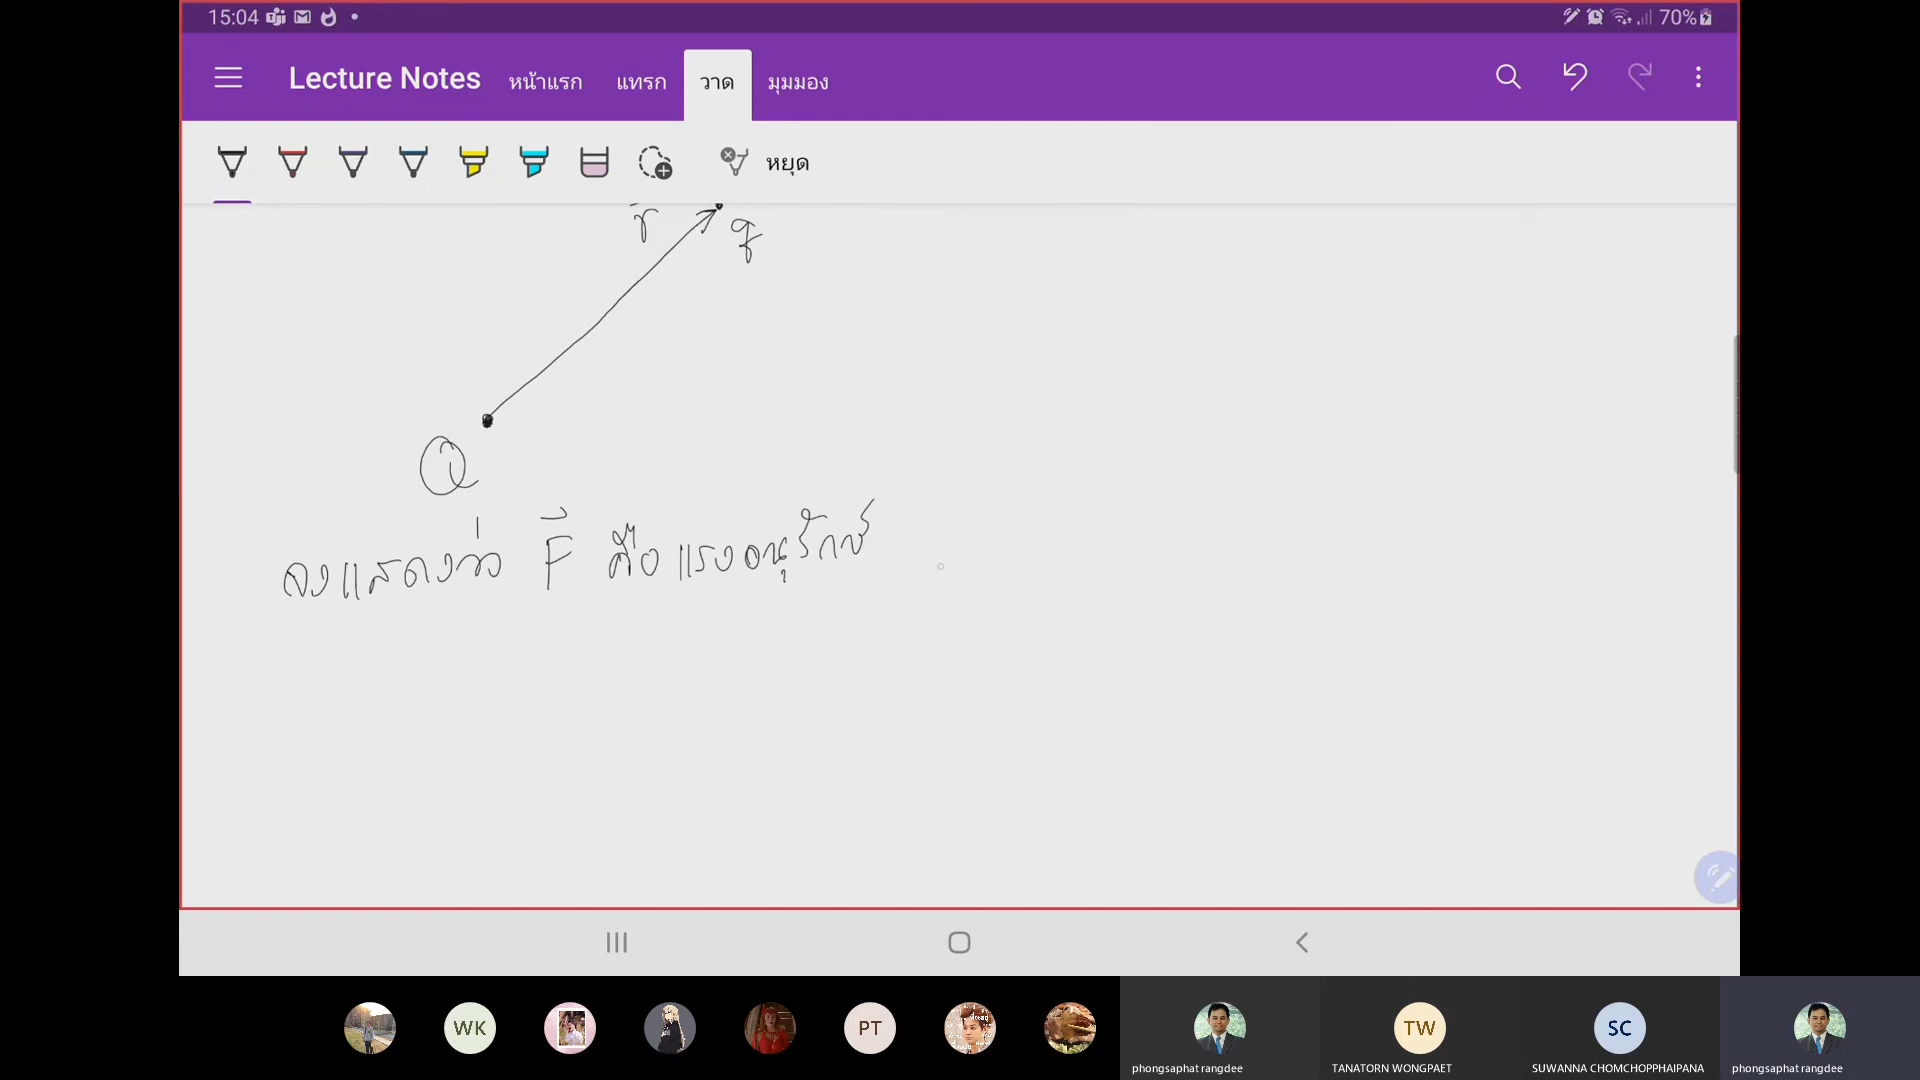 15:04 70%
Lecture Notes หน้าแรก แทรก วาด มุมมอง
หยุด
r q
Q
จงแสดงว่า F คือแรงอนุรักษ์
WK PT TW SC
phongsaphat rangdee TANATORN WONGPAET SUWANNA CHOMCHOPPHAIPANA phongsaphat rangdee